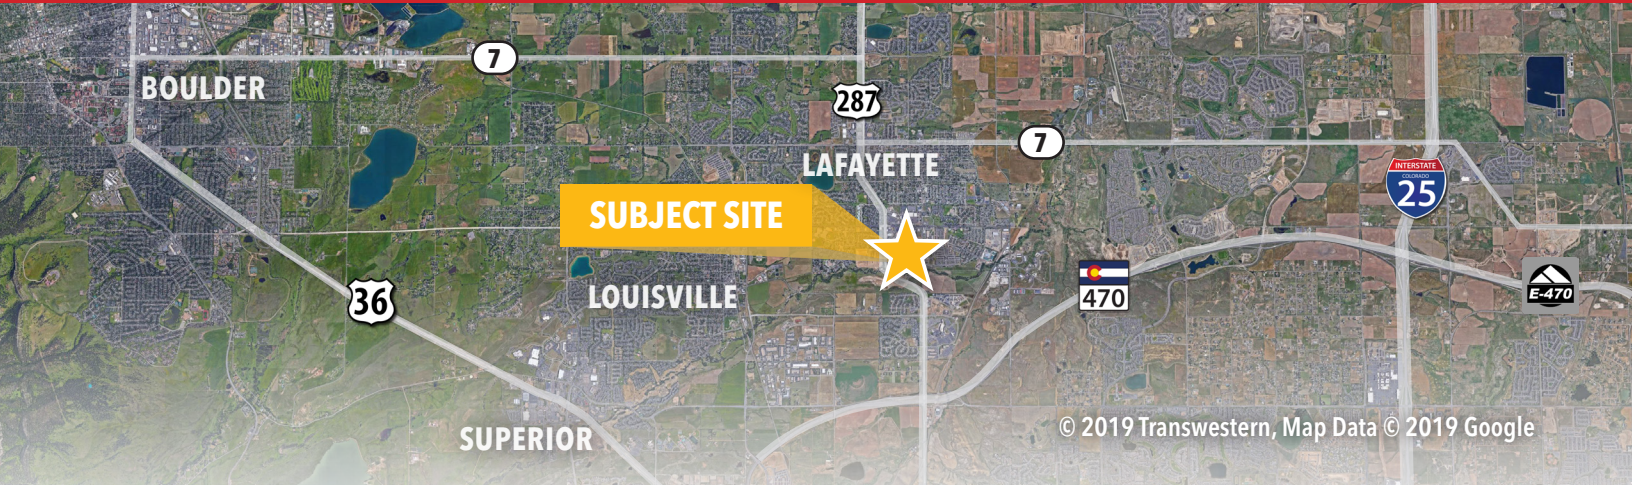 7
BOULDER
287
7
LAFAYETTE
INTERSTATE
COLORADO
25
SUBJECT SITE
470
E-470
36
LOUISVILLE
SUPERIOR
© 2019 Transwestern, Map Data © 2019 Google